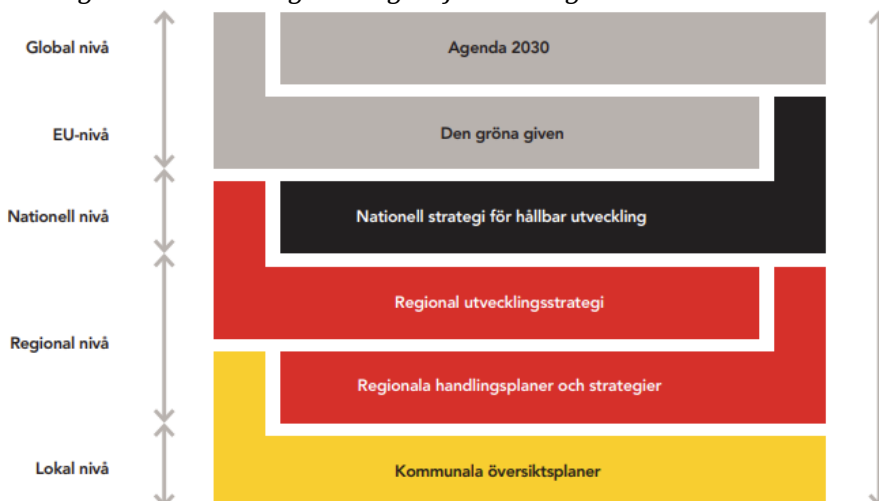 Global nivå
Agenda 2030
EU-nivå
Den gröna given
Nationell nivå
Nationell strategi för hållbar utveckling
Regional utvecklingsstrategi
Regional nivå
Regionala handlingsplaner och strategier
Lokal nivå
Kommunala översiktsplaner